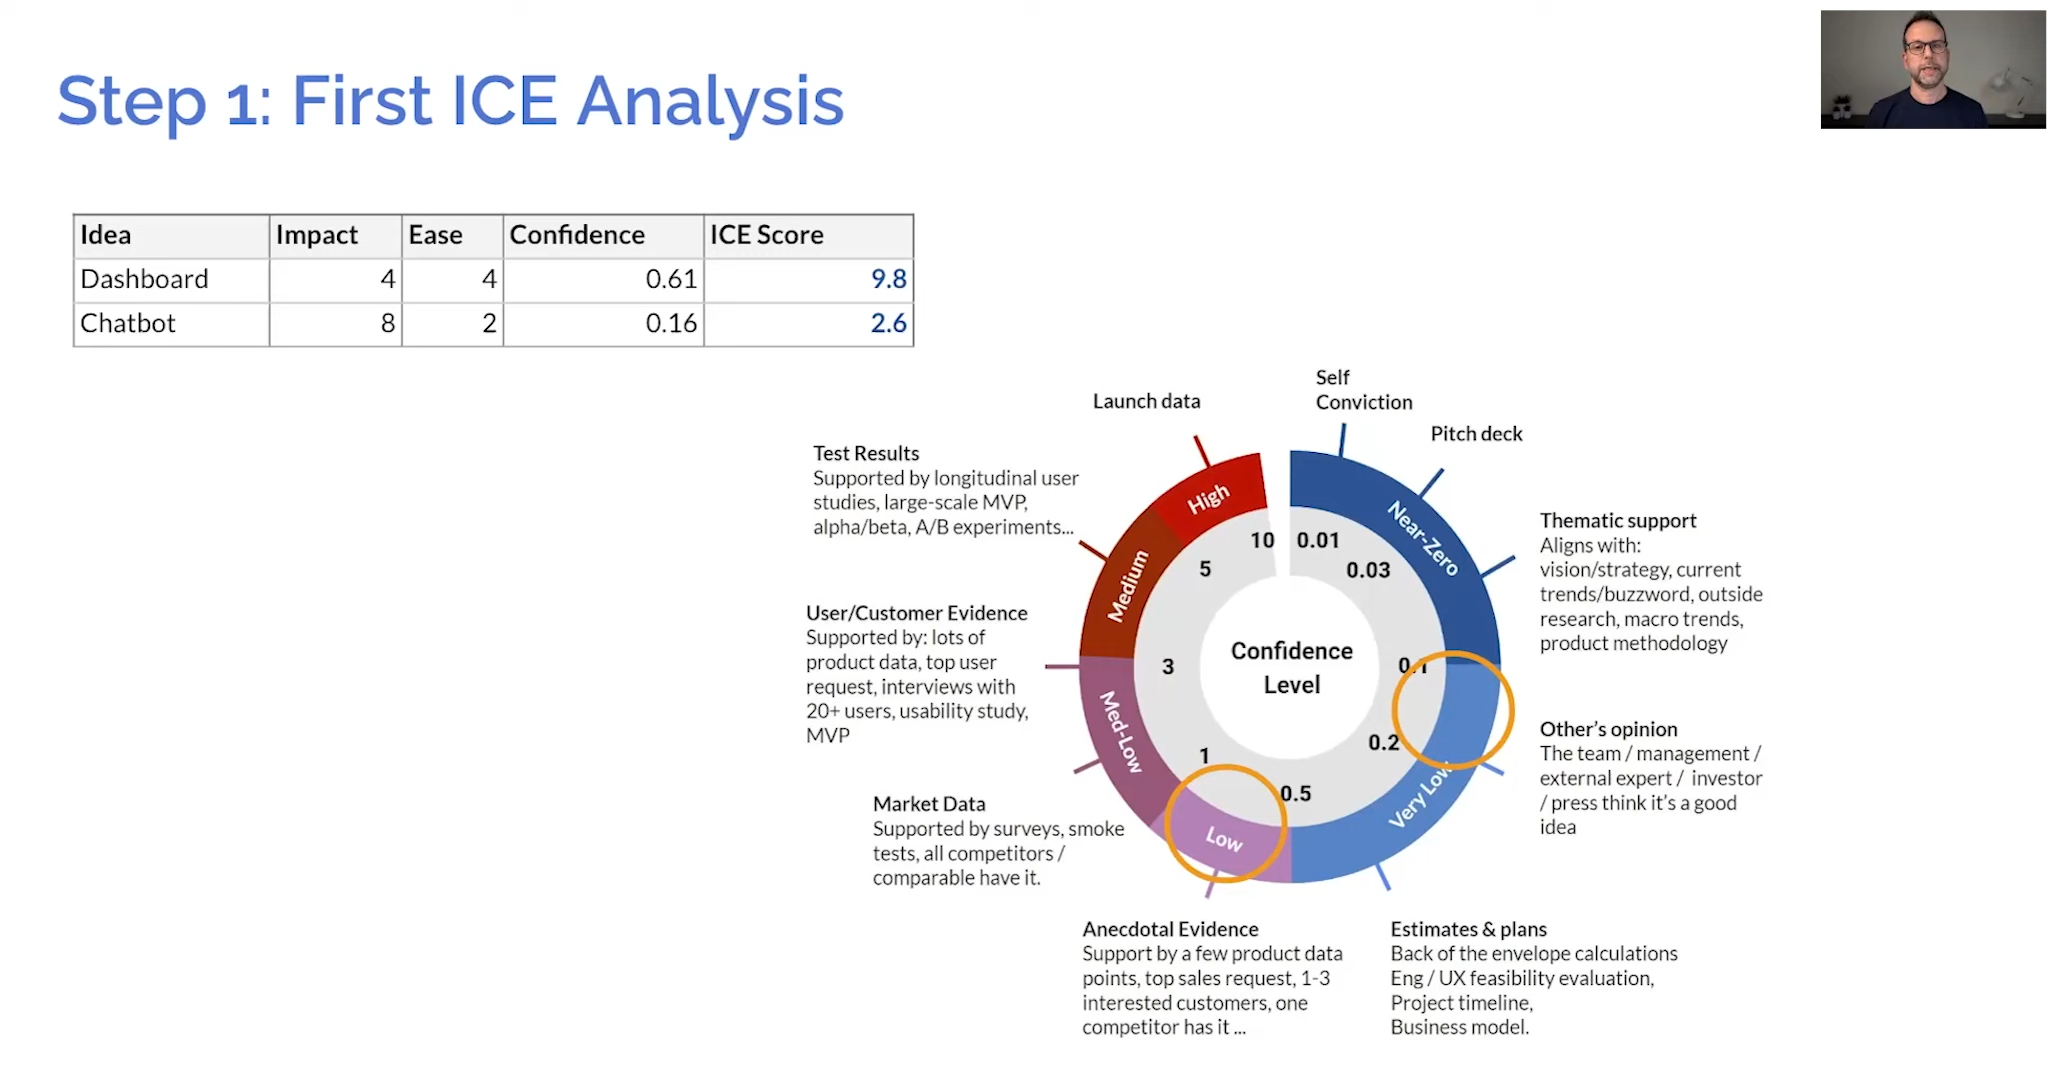 Step 1: First ICE Analysis
Idea Impact Ease Confidence ICE Score
Dashboard 4 4 0.61 9.8
Chatbot 8 2 0.16 2.6
Launch data
Self
Conviction
Pitch deck
Test Results
Supported by longitudinal user
studies, large-scale MVP,
alpha/beta, A/B experiments...
Thematic support
Aligns with:
vision/strategy, current
trends/buzzword, outside
research, macro trends,
product methodology
User/Customer Evidence
Supported by: lots of
product data, top user
request, interviews with
20+ users, usability study,
MVP
Other's opinion
The team / management /
external expert / investor
/ press think it's a good
idea
Market Data
Supported by surveys, smoke
tests, all competitors /
comparable have it.
Anecdotal Evidence
Support by a few product data
points, top sales request, 1-3
interested customers, one
competitor has it ...
Estimates & plans
Back of the envelope calculations
Eng / UX feasibility evaluation,
Project timeline,
Business model.
High
Medium
Med-Low
Low
Very Low
Near-Zero
10
5
3
1
0.5
0.2
0.1
0.03
0.01
Confidence
Level